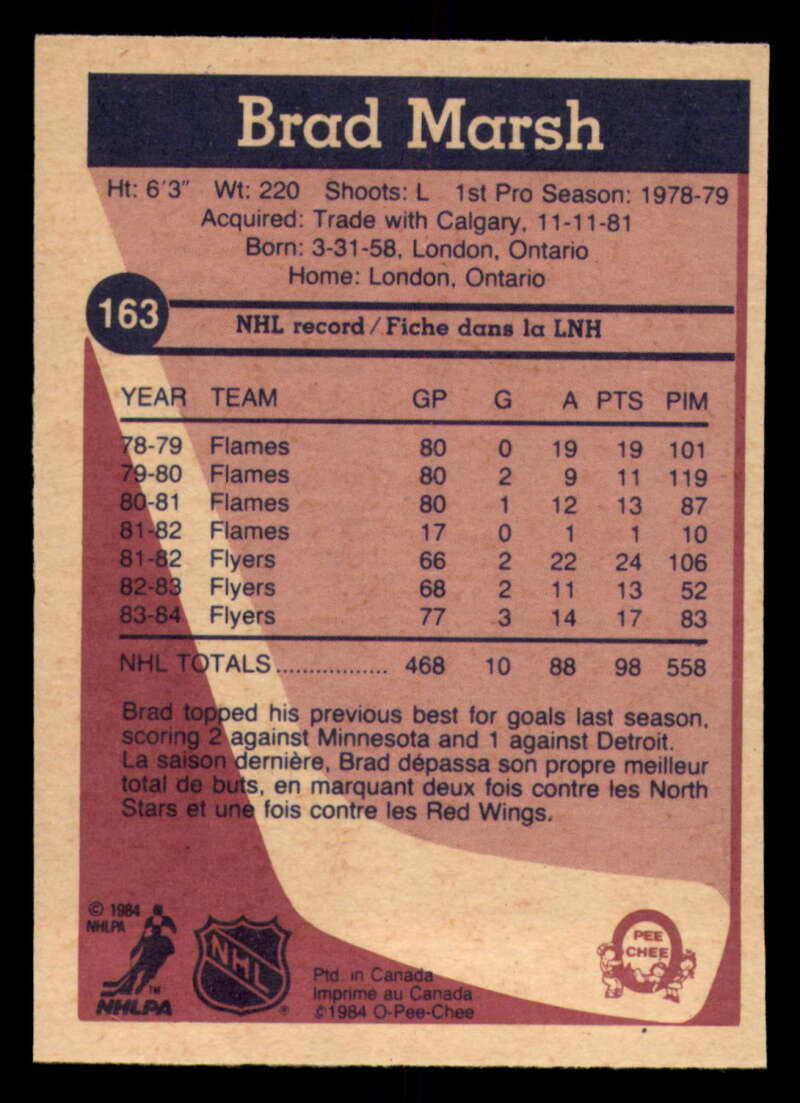 Brad Marsh
Ht: 6'3" Wt: 220 Shoots: L 1st Pro Season: 1978-79
Acquired: Trade with Calgary, 11-11-81
Born: 3-31-58, London, Ontario
Home: London, Ontario
163
NHL record / Fiche dans la LNH
YEAR TEAM GP G A PTS PIM
78-79 Flames 80 0 19 19 101
79-80 Flames 80 2 9 11 119
80-81 Flames 80 1 12 13 87
81-82 Flames 17 0 1 1 10
81-82 Flyers 66 2 22 24 106
82-83 Flyers 68 2 11 13 52
83-84 Flyers 77 3 14 17 83
NHL TOTALS................. 468 10 88 98 558
Brad topped his previous best for goals last season,
scoring 2 against Minnesota and 1 against Detroit.
La saison dernière, Brad dépassa son propre meilleur
total de buts, en marquant deux fois contre les North
Stars et une fois contre les Red Wings.
© 1984
NHLPA
TM
NHLPA
NHL
®
Ptd. in Canada
Imprime au Canada
©1984 O-Pee-Chee
O
PEE
CHEE